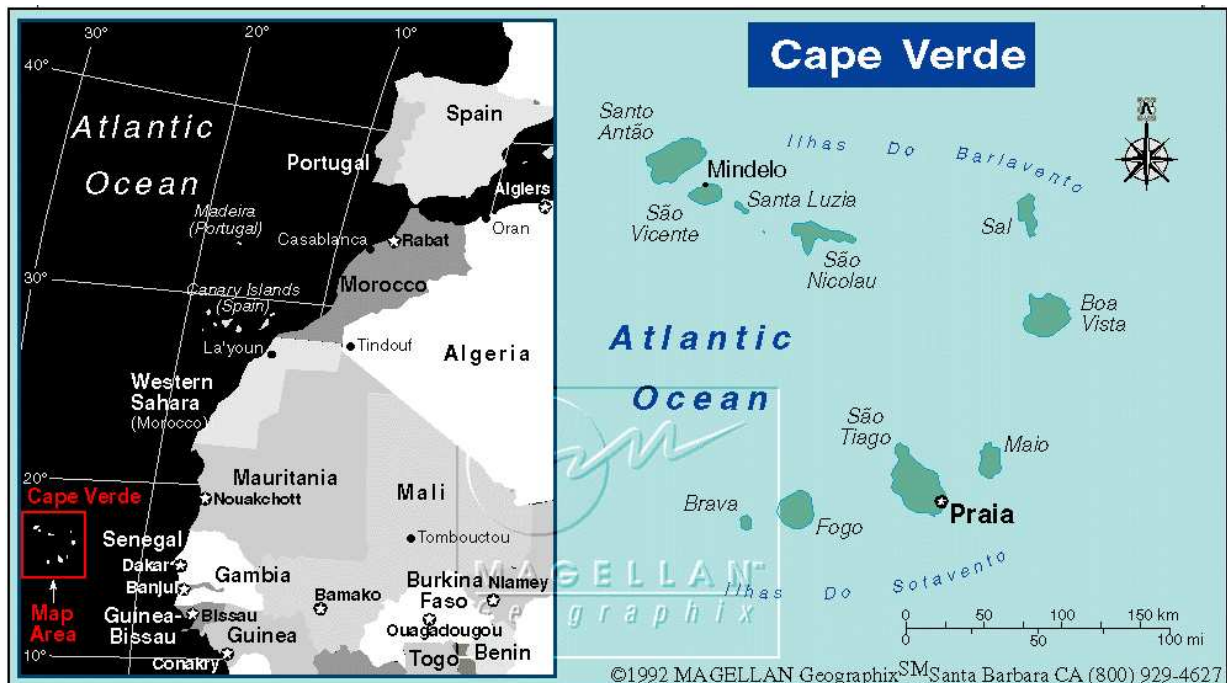 30°
20°
10°
40°
Atlantic
Ocean
Spain
Portugal
Algiers
Madeira
(Portugal)
Oran
Casablanca
Rabat
30°
Morocco
Canary Islands
(Spain)
La'youn
Tindouf
Algeria
Western
Sahara
(Morocco)
20°
Mauritania
Nouakchott
Mali
Cape Verde
Senegal
Tombouctou
Dakar
Gambia
Banjul
Burkina
Faso
Niamey
Bamako
Map
Area
Guinea-
Bissau
Bissau
Guinea
Ouagadougou
Togo
Benin
10°
Conakry
Cape Verde
N
Santo
Antão
Ilhas Do Barlavento
Mindelo
Santa Luzia
São
Vicente
Sal
São
Nicolau
Boa
Vista
Atlantic
Ocean
São
Tiago
Maio
Brava
Fogo
Praia
MAGELLAN
Geographix
Ilhas Do Sotavento
0 50 100 150 km
0 50 100 mi
©1992 MAGELLAN Geographix℠Santa Barbara CA (800) 929-4627